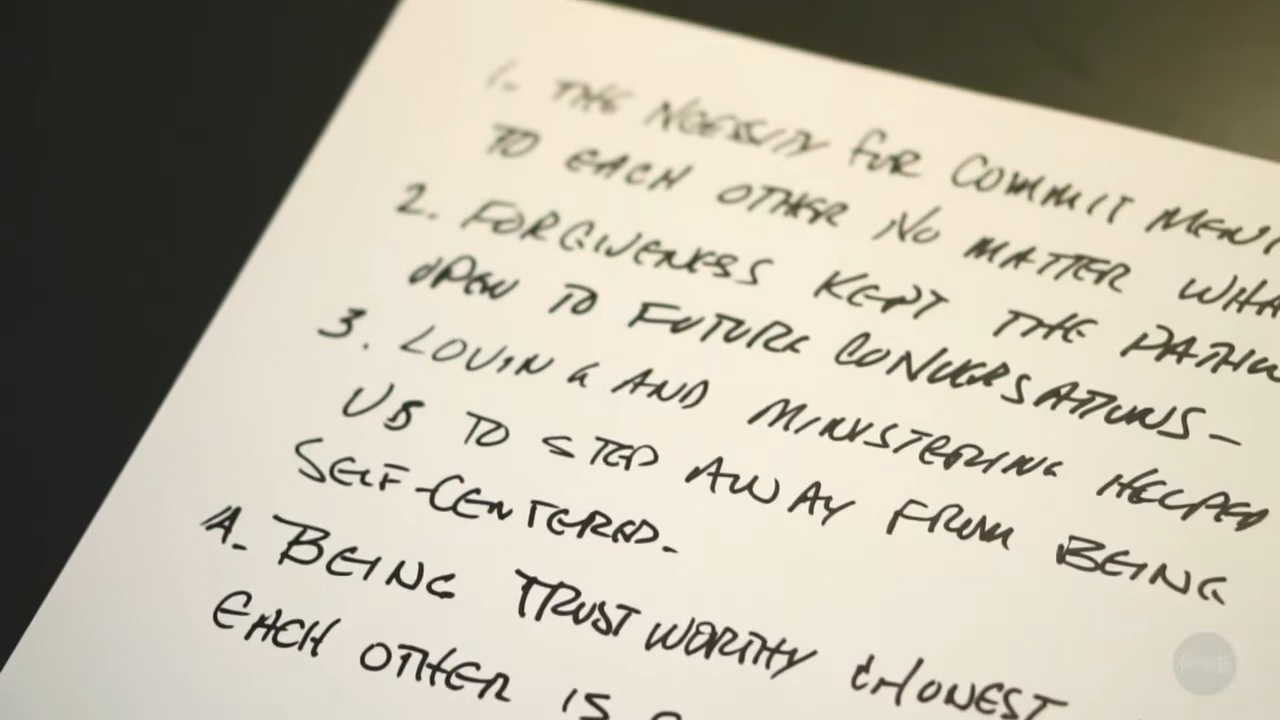 1. THE NCESSITY FOR COMMITMENT
TO EACH OTHER NO MATTER WHA
2. FORGIVENESS KEPT THE PATHW
OPEN TO FUTURE CONVERSATIONS-
3. LOVING AND MINISTERING HELPED
US TO STEP AWAY FROM BEING
SELF-CENTERED.
4. BEING TRUSTWORTHY & HONEST
EACH OTHER IS